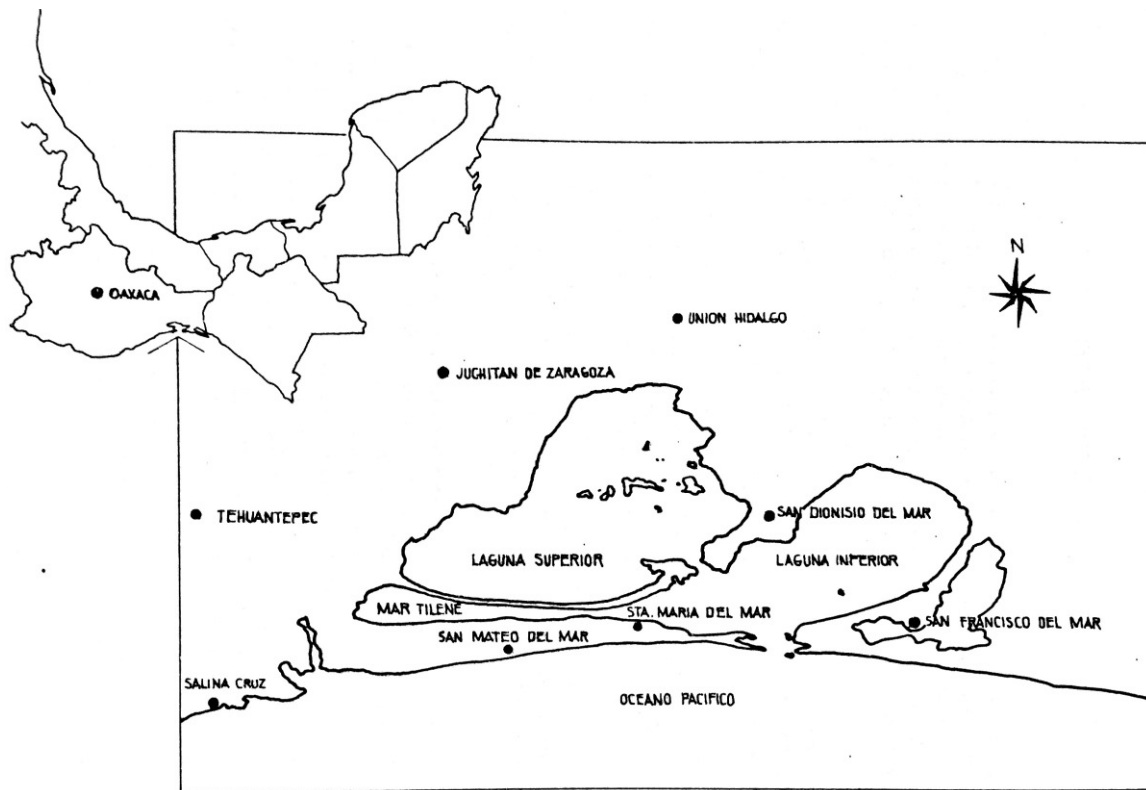 N
OAXACA
UNION HIDALGO
JUCHITAN DE ZARAGOZA
TEHUANTEPEC
SAN DIONISIO DEL MAR
LAGUNA SUPERIOR
LAGUNA INFERIOR
MAR TILENE
STA. MARIA DEL MAR
SAN FRANCISCO DEL MAR
SAN MATEO DEL MAR
SALINA CRUZ
OCEANO PACIFICO